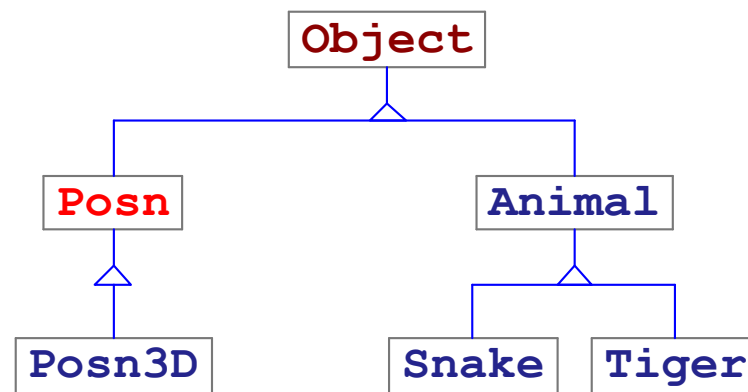 Object
Posn
Animal
Posn3D
Snake
Tiger